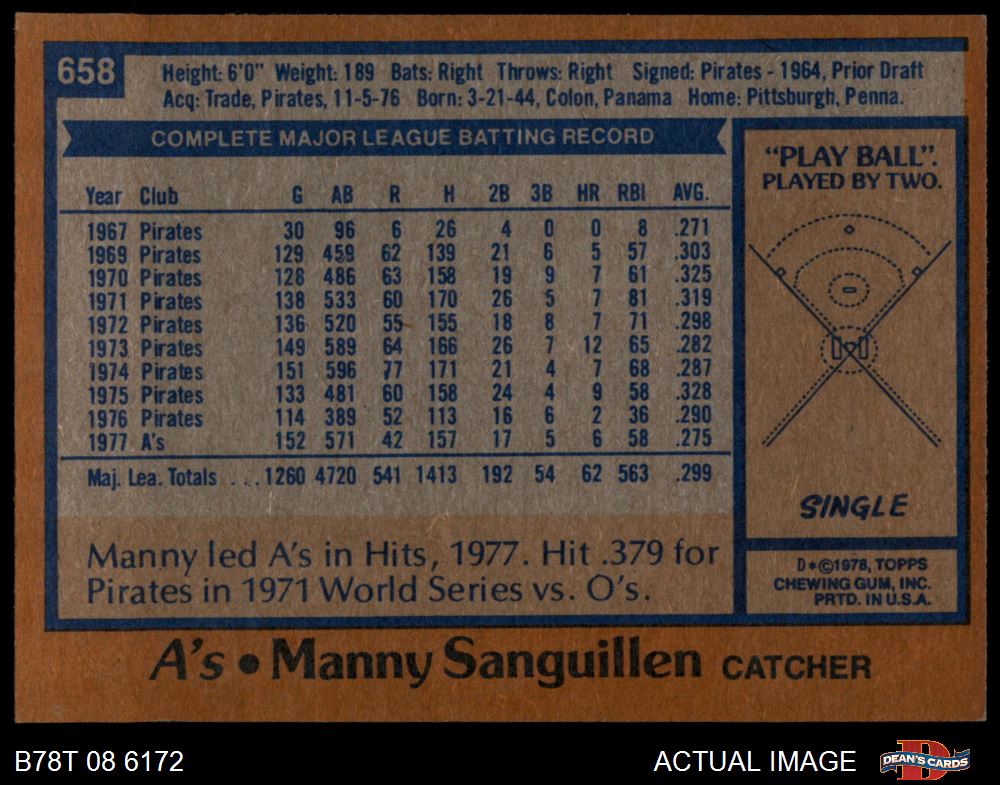 658
Height: 6'0" Weight: 189 Bats: Right Throws: Right Signed: Pirates - 1964, Prior Draft
Acq: Trade, Pirates, 11-5-76 Born: 3-21-44, Colon, Panama Home: Pittsburgh, Penna.
COMPLETE MAJOR LEAGUE BATTING RECORD
Year Club G AB R H 2B 3B HR RBI AVG.
1967 Pirates 30 96 6 26 4 0 0 8 .271
1969 Pirates 129 459 62 139 21 6 5 57 .303
1970 Pirates 128 486 63 158 19 9 7 61 .325
1971 Pirates 138 533 60 170 26 5 7 81 .319
1972 Pirates 136 520 55 155 18 8 7 71 .298
1973 Pirates 149 589 64 166 26 7 12 65 .282
1974 Pirates 151 596 77 171 21 4 7 68 .287
1975 Pirates 133 481 60 158 24 4 9 58 .328
1976 Pirates 114 389 52 113 16 6 2 36 .290
1977 A's 152 571 42 157 17 5 6 58 .275
Maj. Lea. Totals ...1260 4720 541 1413 192 54 62 563 .299
Manny led A's in Hits, 1977. Hit .379 for
Pirates in 1971 World Series vs. O's.
"PLAY BALL".
PLAYED BY TWO.
SINGLE
D*©1978, TOPPS
CHEWING GUM, INC.
PRTD. IN U.S.A.
A's • Manny Sanguillen CATCHER
B78T 08 6172
ACTUAL IMAGE
D
DEAN'S CARDS